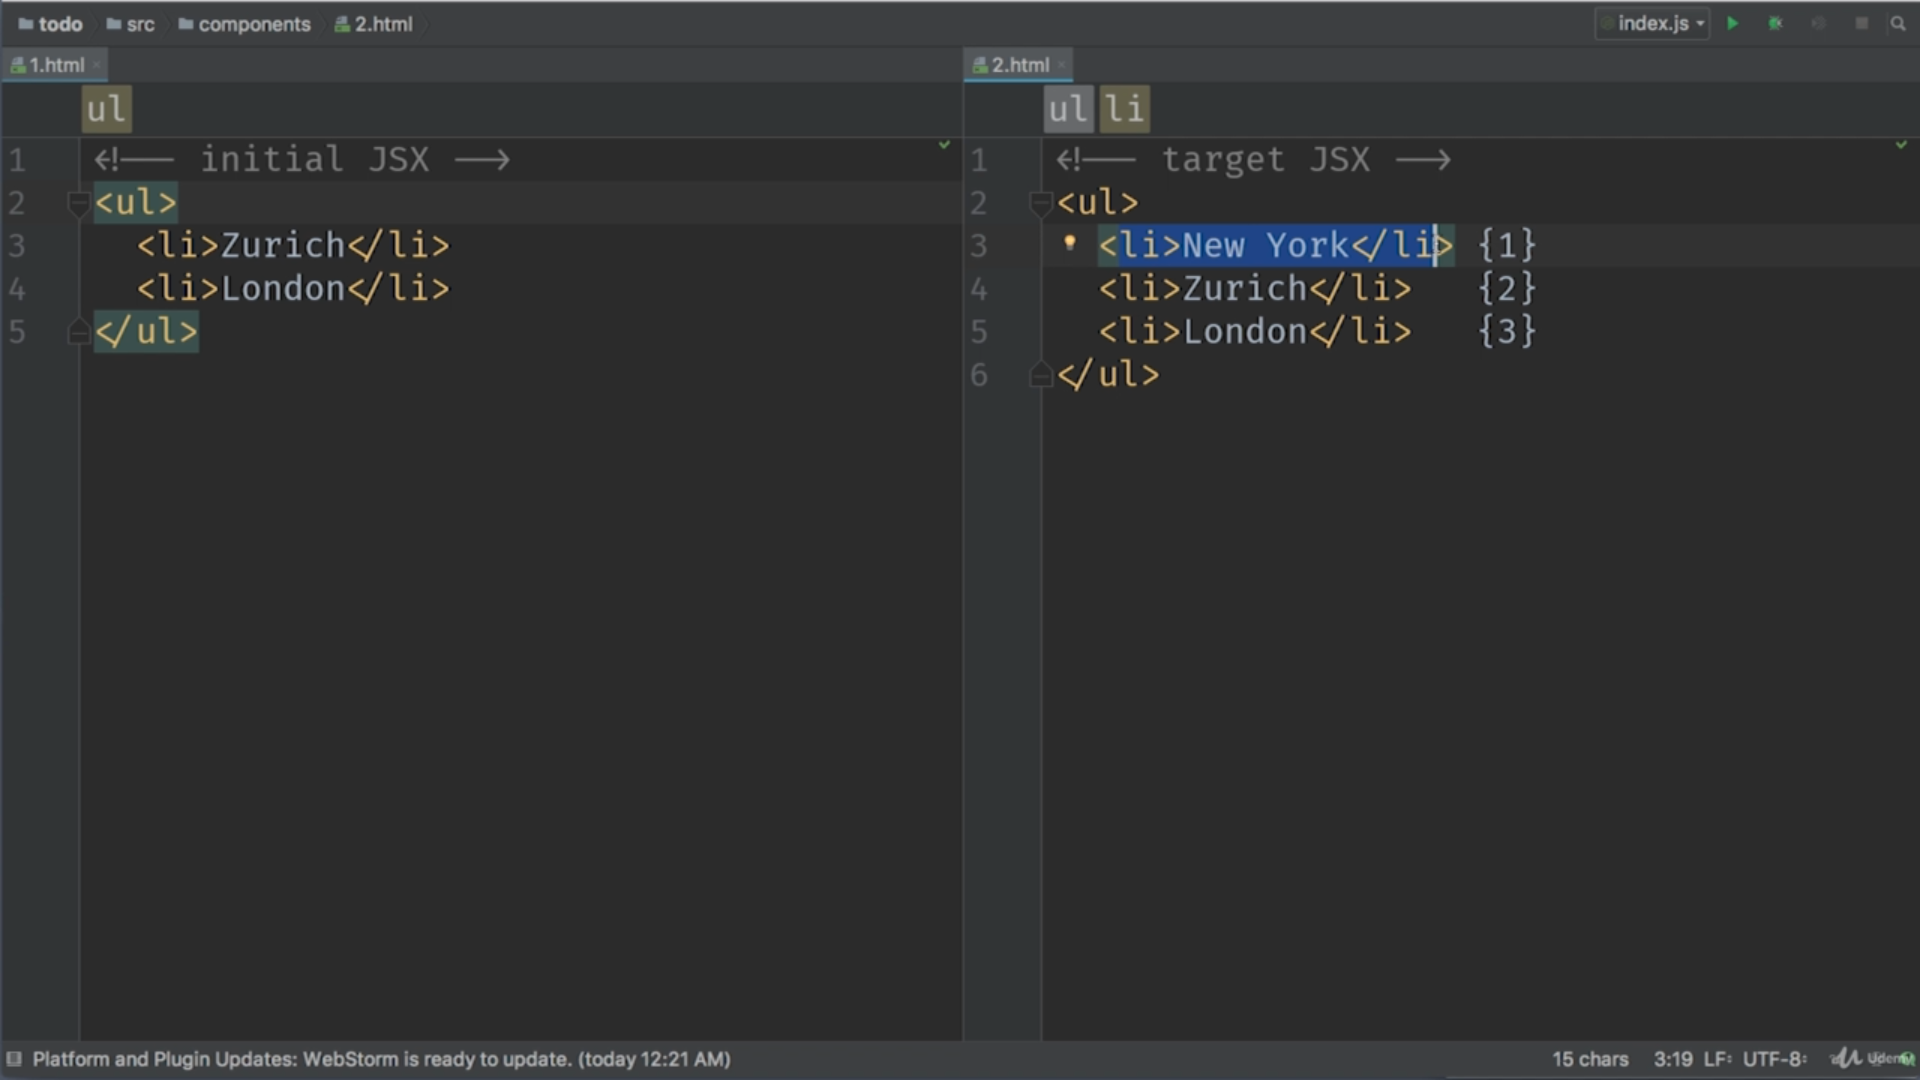 todo src components 2.html index.js
1.html
ul
1 <!-- initial JSX -->
2 <ul>
3 <li>Zurich</li>
4 <li>London</li>
5 </ul>
2.html
ul li
1 <!-- target JSX -->
2 <ul>
3 <li>New York</li> {1}
4 <li>Zurich</li> {2}
5 <li>London</li> {3}
6 </ul>
Platform and Plugin Updates: WebStorm is ready to update. (today 12:21 AM) 15 chars 3:19 LF: UTF-8: Udemy